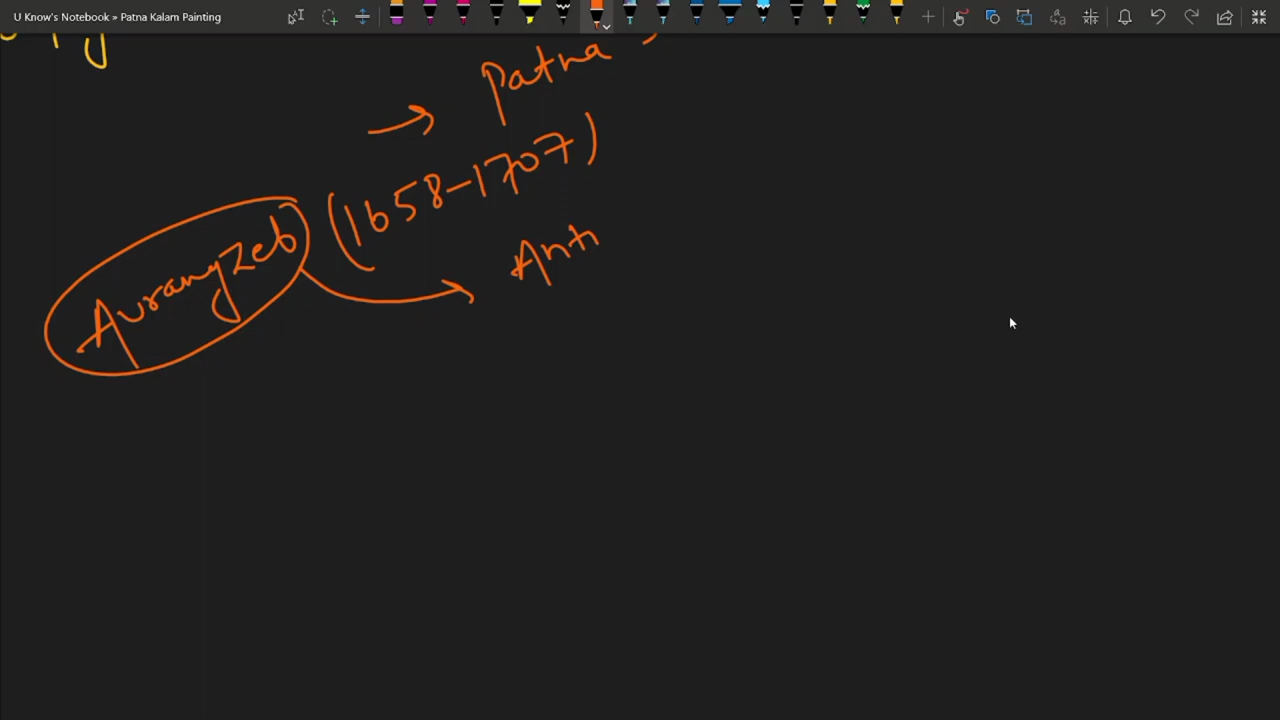 U Know's Notebook » Patna Kalam Painting
→ Patna
Aurangzeb (1658-1707)
→ Anti